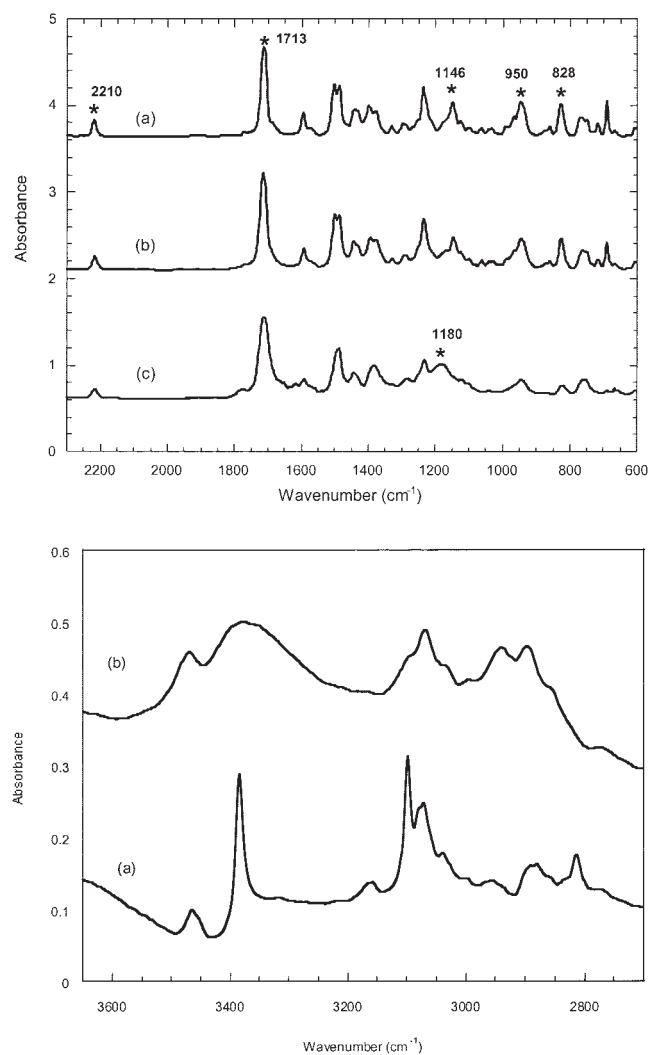 5
* 1713
2210
*
1146
*
950
*
828
*
4
(a)
3
Absorbance
(b)
2
1180
*
1
(c)
0
2200 2000 1800 1600 1400 1200 1000 800 600
Wavenumber (cm-1)
0.6
0.5
(b)
0.4
Absorbance
0.3
0.2
(a)
0.1
0
3600 3400 3200 3000 2800
Wavenumber (cm-1)